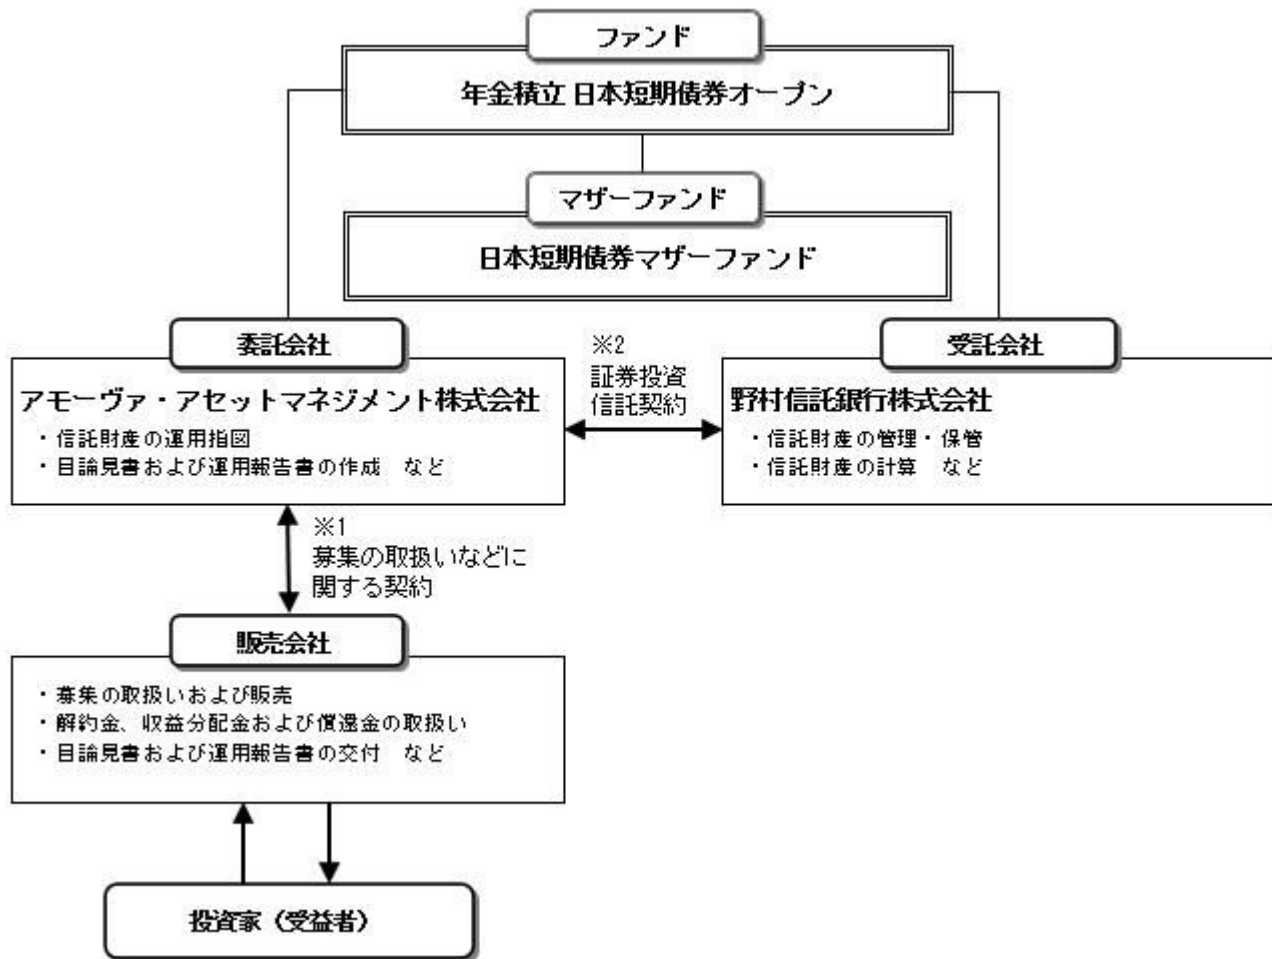 ファンド
年金積立 日本短期債券オープン
マザーファンド
日本短期債券マザーファンド
委託会社
アモーヴァ・アセットマネジメント株式会社
・信託財産の運用指図
・目論見書および運用報告書の作成　など
※2
証券投資
信託契約
受託会社
野村信託銀行株式会社
・信託財産の管理・保管
・信託財産の計算　など
※1
募集の取扱いなどに
関する契約
販売会社
・募集の取扱いおよび販売
・解約金、収益分配金および償還金の取扱い
・目論見書および運用報告書の交付　など
投資家（受益者）